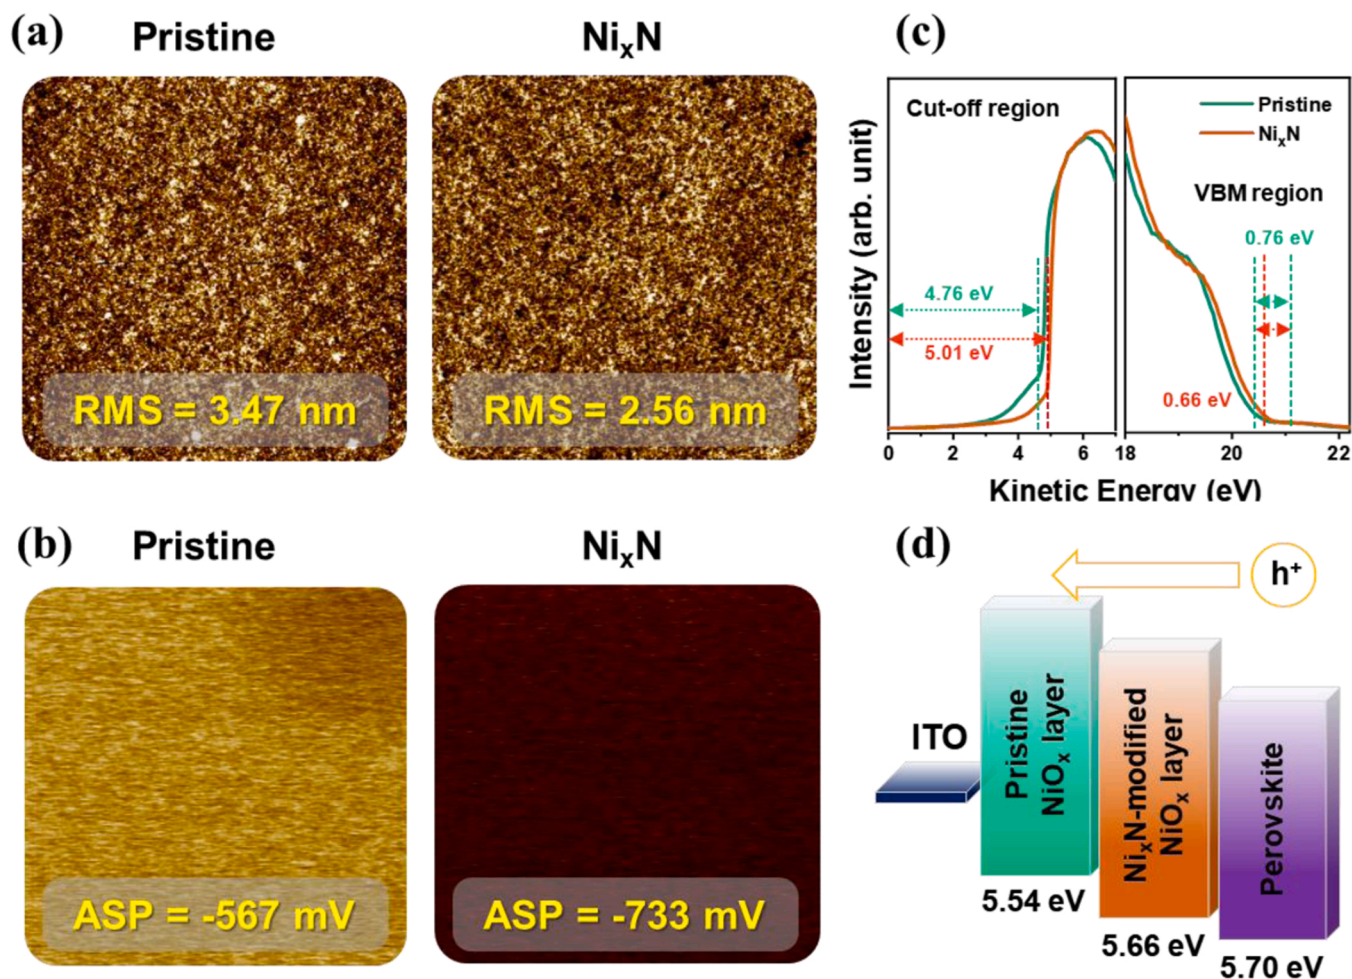 (a)
Pristine
NiₓN
RMS = 3.47 nm
RMS = 2.56 nm
(b)
Pristine
NiₓN
ASP = -567 mV
ASP = -733 mV
(c)
Cut-off region
Pristine
NiₓN
VBM region
0.76 eV
4.76 eV
5.01 eV
0.66 eV
Intensity (arb. unit)
0 2 4 6 18 20 22
Kinetic Energy (eV)
(d)
h⁺
ITO
Pristine
NiOₓ layer
NiₓN-modified
NiOₓ layer
Perovskite
5.54 eV
5.66 eV
5.70 eV